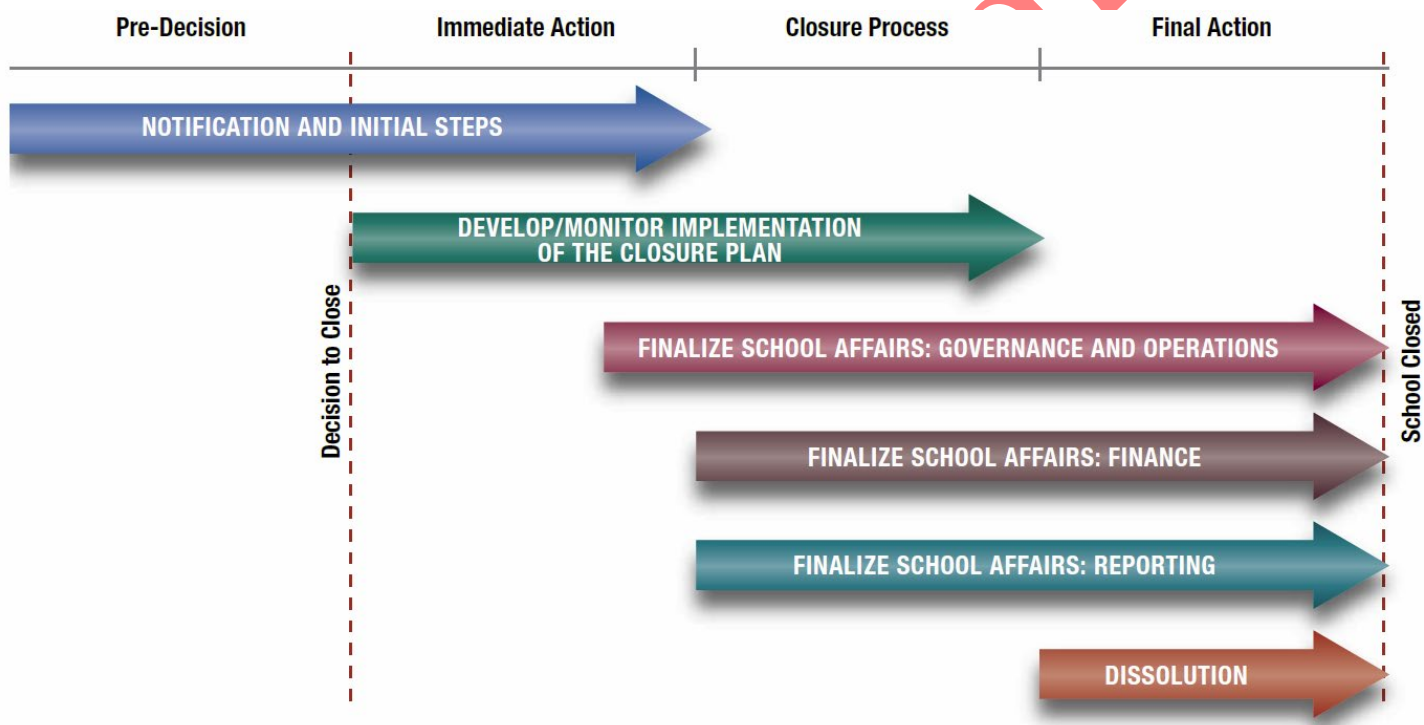 Pre-Decision
Immediate Action
Closure Process
Final Action
NOTIFICATION AND INITIAL STEPS
DEVELOP/MONITOR IMPLEMENTATION
OF THE CLOSURE PLAN
Decision to Close
FINALIZE SCHOOL AFFAIRS: GOVERNANCE AND OPERATIONS
School Closed
FINALIZE SCHOOL AFFAIRS: FINANCE
FINALIZE SCHOOL AFFAIRS: REPORTING
DISSOLUTION